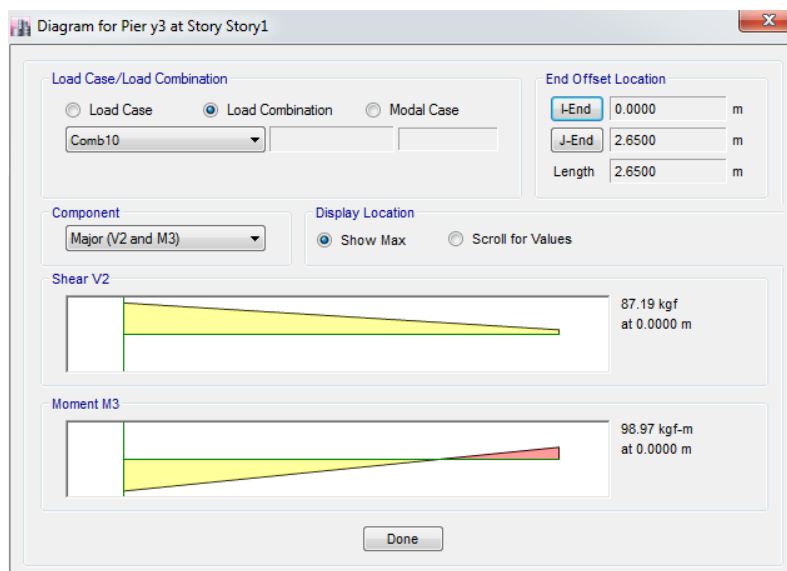 Diagram for Pier y3 at Story Story1
Load Case/Load Combination
Load Case
Load Combination
Modal Case
Comb10
End Offset Location
I-End
0.0000
m
J-End
2.6500
m
Length
2.6500
m
Component
Major (V2 and M3)
Display Location
Show Max
Scroll for Values
Shear V2
87.19 kgf
at 0.0000 m
Moment M3
98.97 kgf-m
at 0.0000 m
Done